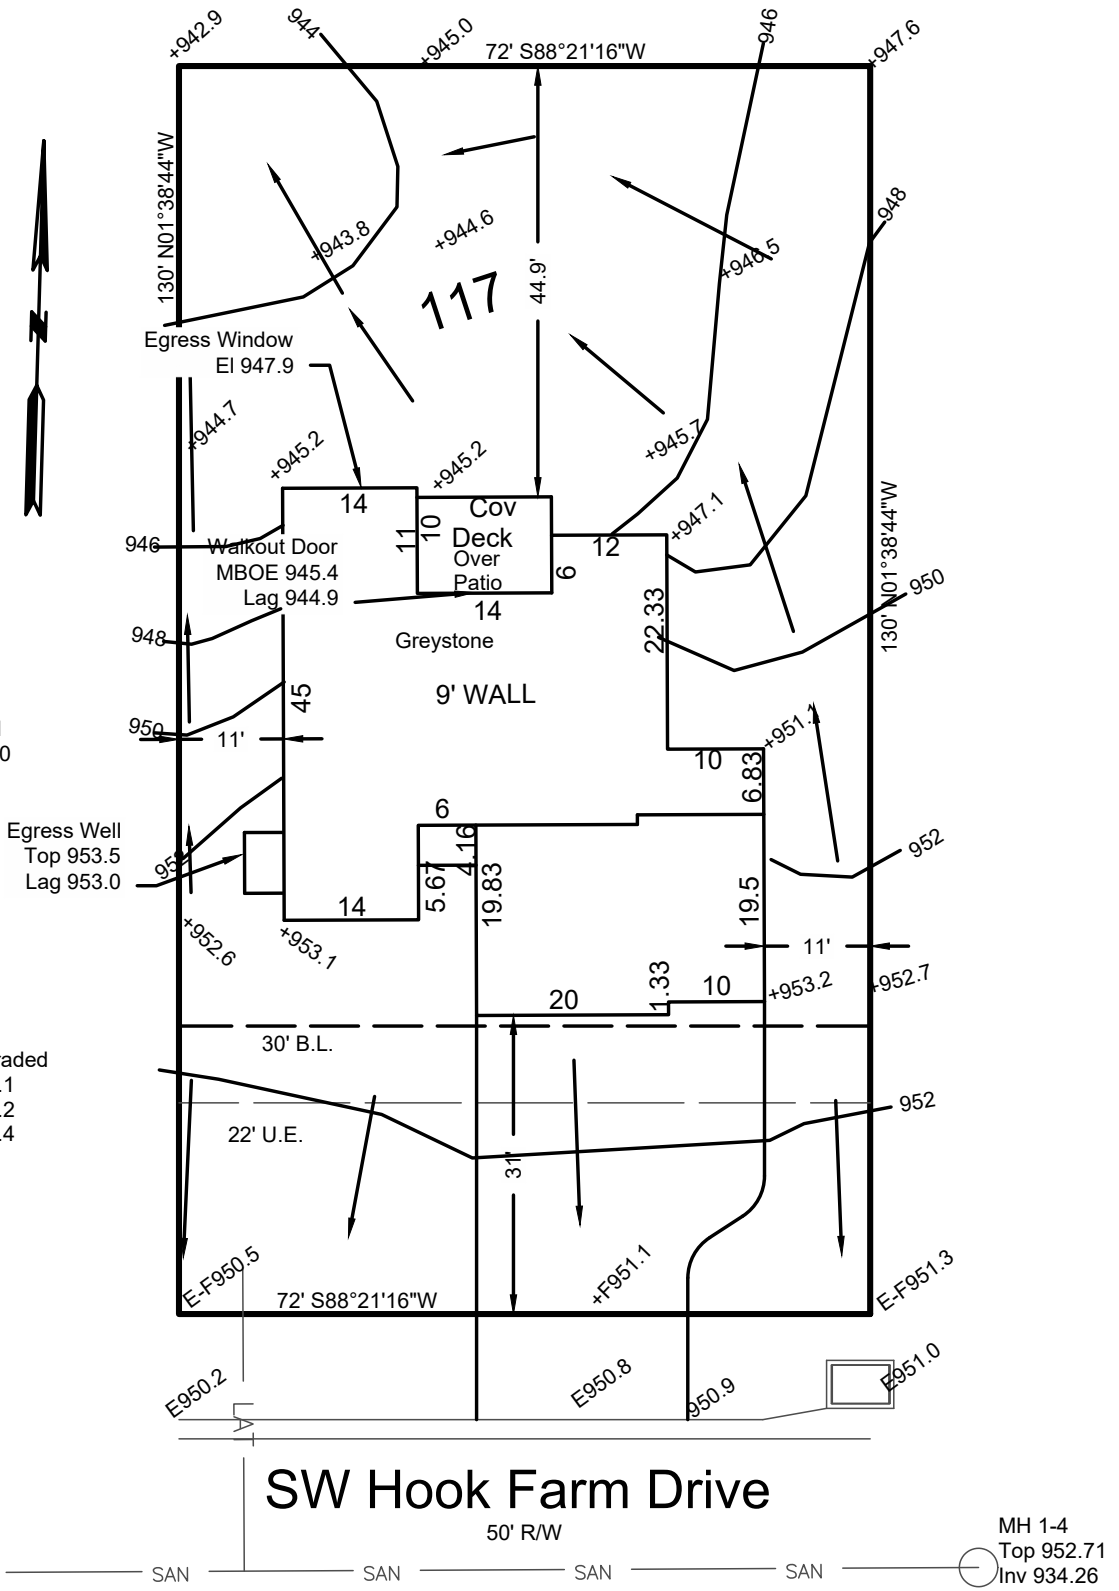 +942.9
944
+945.0
72' S88°21'16"W
946
+947.6
130' N01°38'44"W
948
+943.8
+944.6
+946.5
44.9'
117
N
Egress Window
El 947.9
+944.7
+945.2
+945.2
+945.7
+947.1
130' N01°38'44"W
14
11
10
Cov
Deck
Over
Patio
6
12
946
Walkout Door
MBOE 945.4
Lag 944.9
14
22.33
950
948
Greystone
45
9' WALL
950
11'
0
10
+951.1
6.83
6
4.16
Egress Well
Top 953.5
Lag 953.0
952
952
5.67
19.83
19.5
14
+952.6
+953.1
11'
1.33
10
+953.2
+952.7
20
30' B.L.
raded
.1
.2
.4
952
22' U.E.
31'
E-F950.5
+F951.1
E-F951.3
72' S88°21'16"W
E950.2
E950.8
950.9
E951.0
LAT
SW Hook Farm Drive
50' R/W
MH 1-4
Top 952.71
Inv 934.26
SAN
SAN
SAN
SAN